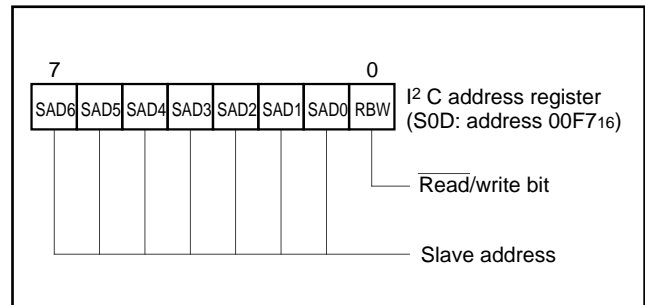 7 0
SAD6 SAD5 SAD4 SAD3 SAD2 SAD1 SAD0 RBW
I² C address register
(S0D: address 00F7₁₆)
R̅e̅a̅d̅/write bit
Slave address